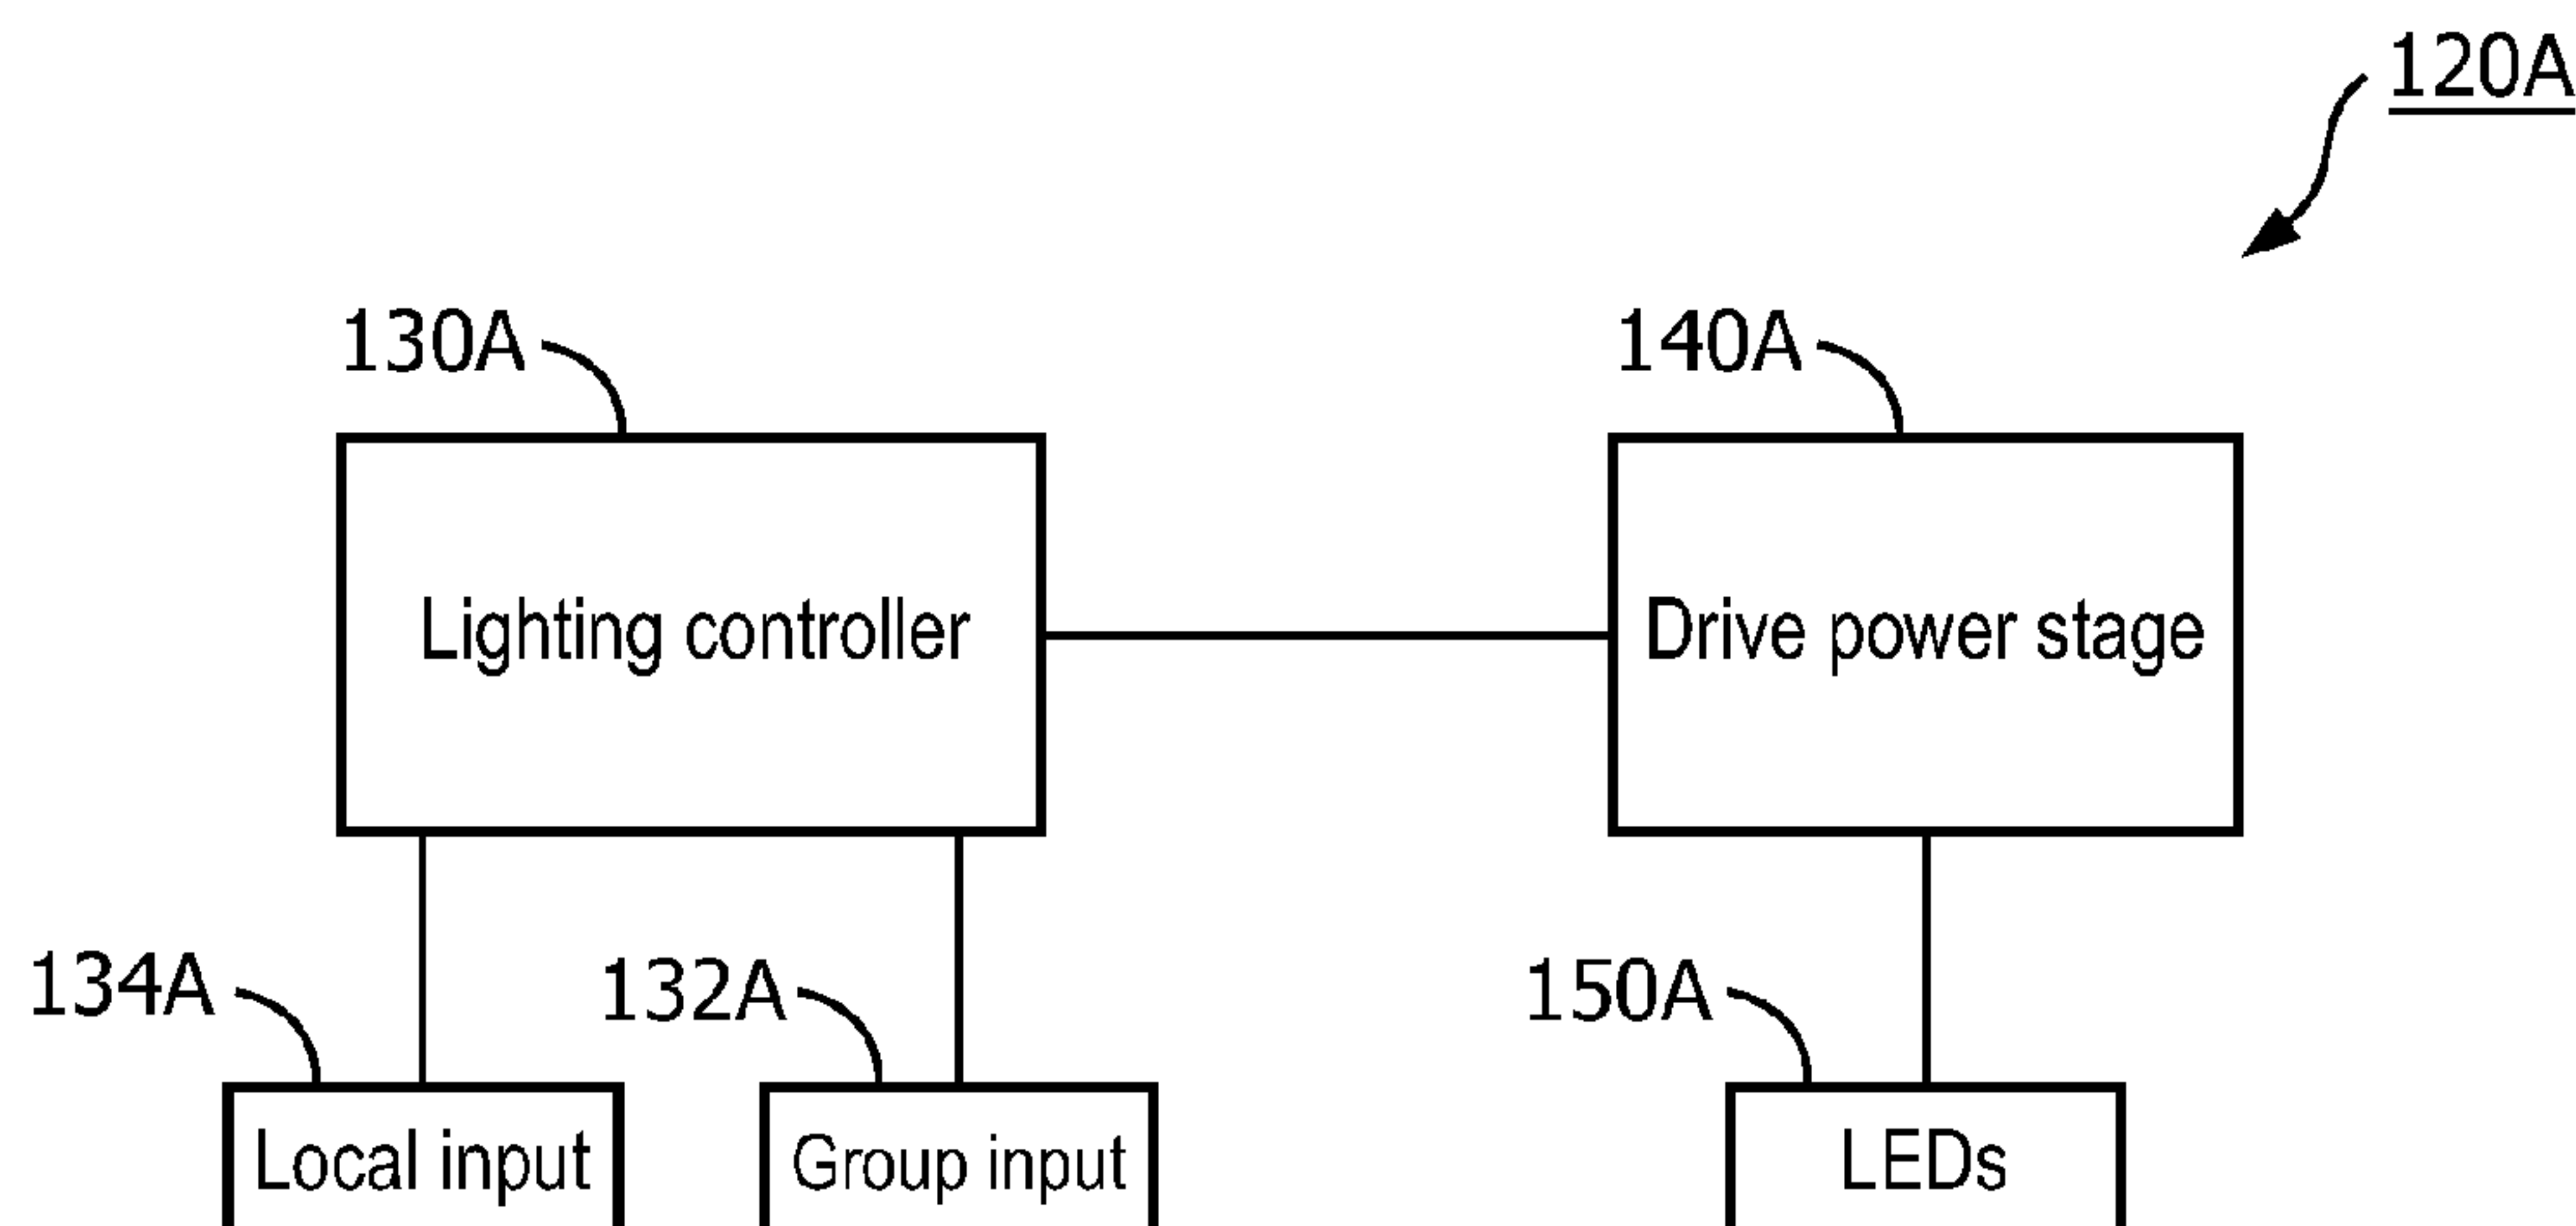 120A
130A
140A
Lighting controller
Drive power stage
134A
132A
150A
Local input
Group input
LEDs